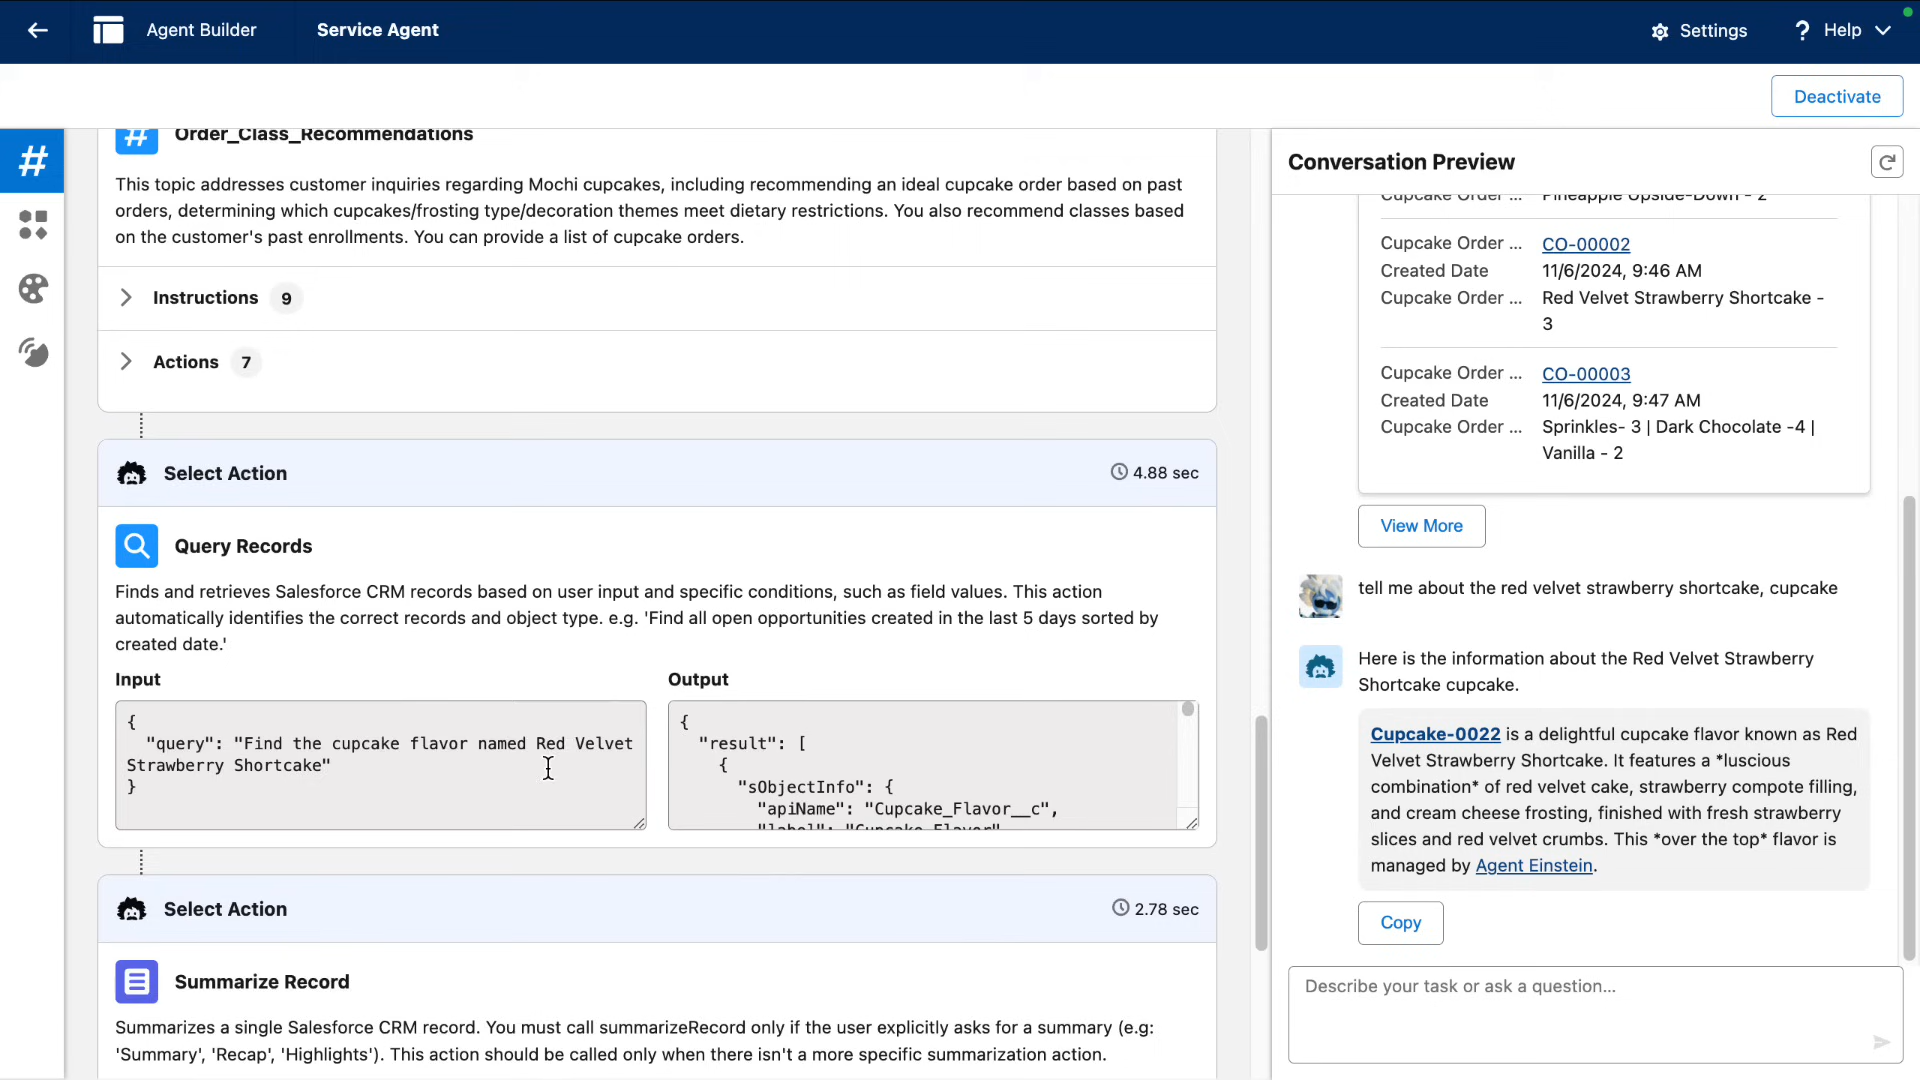 Agent Builder
Service Agent
Settings
? Help
Deactivate
# Order_Class_Recommendations
This topic addresses customer inquiries regarding Mochi cupcakes, including recommending an ideal cupcake order based on past
orders, determining which cupcakes/frosting type/decoration themes meet dietary restrictions. You also recommend classes based
on the customer's past enrollments. You can provide a list of cupcake orders.
Instructions 9
Actions 7
Select Action 4.88 sec
Query Records
Finds and retrieves Salesforce CRM records based on user input and specific conditions, such as field values. This action
automatically identifies the correct records and object type. e.g. 'Find all open opportunities created in the last 5 days sorted by
created date.'
Input
{
"query": "Find the cupcake flavor named Red Velvet
Strawberry Shortcake"
}
Output
{
"result": [
{
"sObjectInfo": {
"apiName": "Cupcake_Flavor__c",
"label": "Cupcake Flavor"
Select Action 2.78 sec
Summarize Record
Summarizes a single Salesforce CRM record. You must call summarizeRecord only if the user explicitly asks for a summary (e.g:
'Summary', 'Recap', 'Highlights'). This action should be called only when there isn't a more specific summarization action.
Conversation Preview
Cupcake Order ... Pineapple Upside-Down - 2
Cupcake Order ... CO-00002
Created Date 11/6/2024, 9:46 AM
Cupcake Order ... Red Velvet Strawberry Shortcake -
3
Cupcake Order ... CO-00003
Created Date 11/6/2024, 9:47 AM
Cupcake Order ... Sprinkles- 3 | Dark Chocolate -4 |
Vanilla - 2
View More
tell me about the red velvet strawberry shortcake, cupcake
Here is the information about the Red Velvet Strawberry
Shortcake cupcake.
Cupcake-0022 is a delightful cupcake flavor known as Red
Velvet Strawberry Shortcake. It features a *luscious
combination* of red velvet cake, strawberry compote filling,
and cream cheese frosting, finished with fresh strawberry
slices and red velvet crumbs. This *over the top* flavor is
managed by Agent Einstein.
Copy
Describe your task or ask a question...